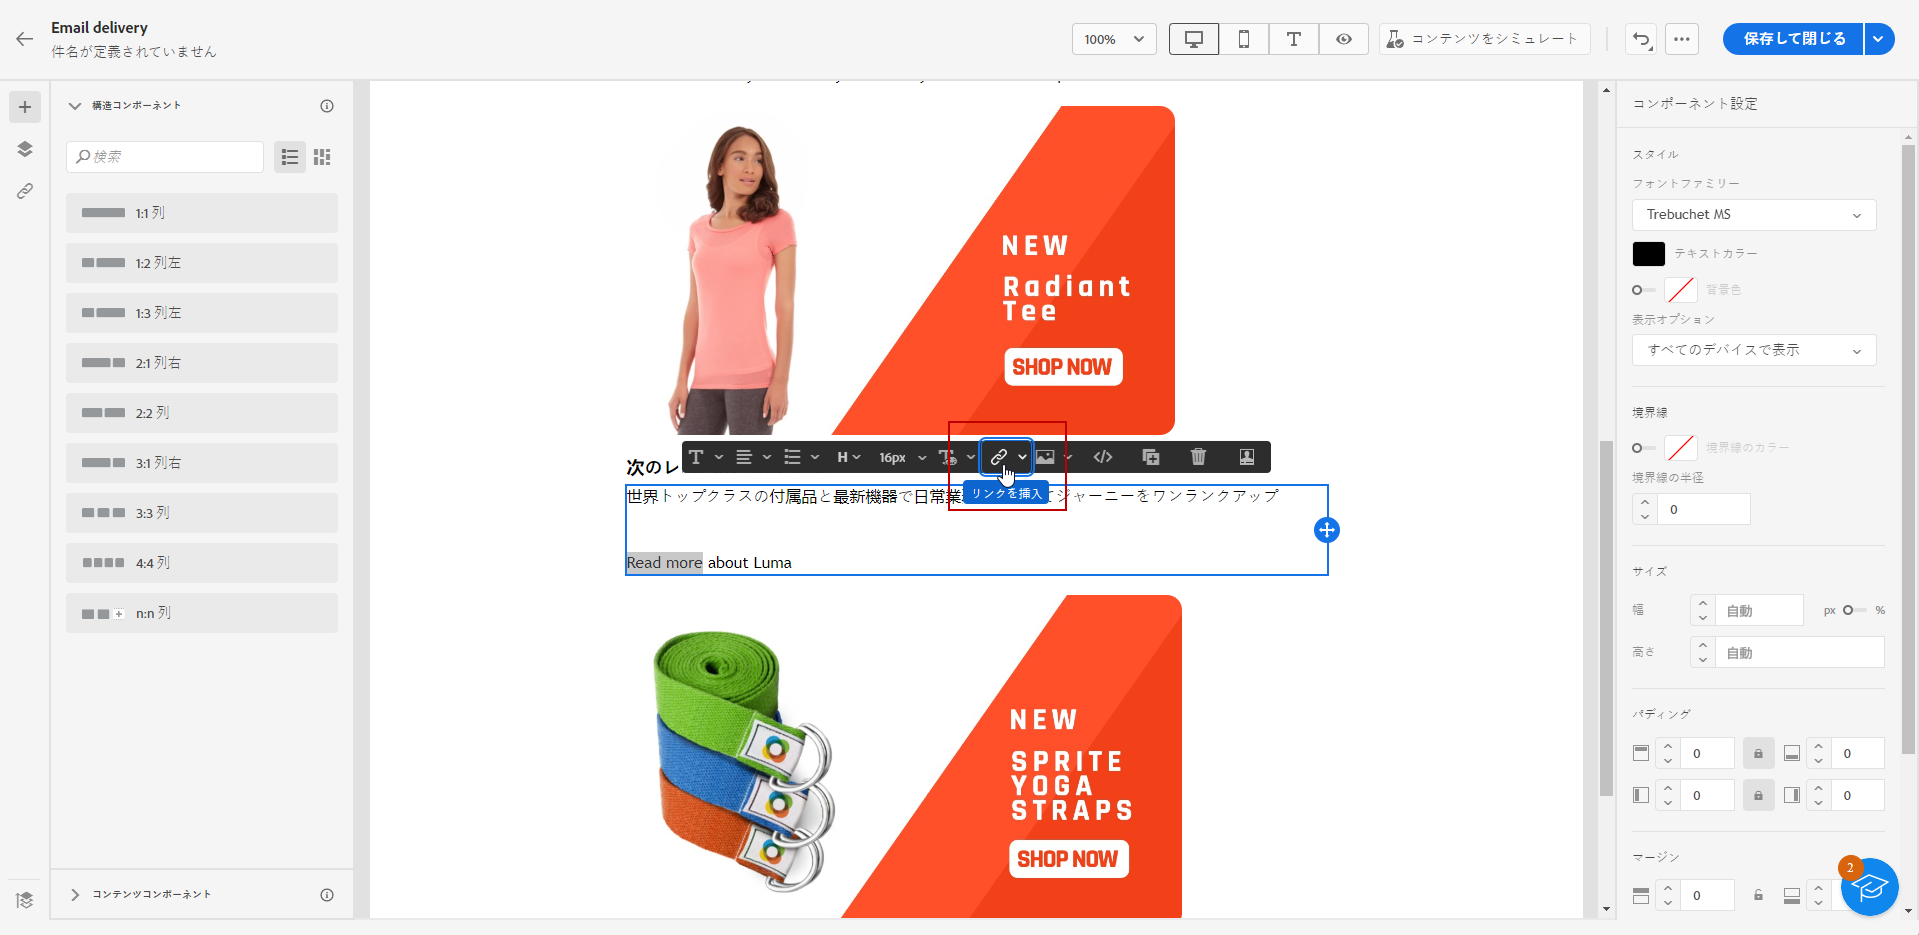 Email delivery
件名が定義されていません
100%
コンテンツをシミュレート
保存して閉じる
構造コンポーネント
検索
1:1 列
1:2 列左
1:3 列左
2:1 列右
2:2 列
3:1 列右
3:3 列
4:4 列
n:n 列
コンテンツコンポーネント
NEW
Radiant
Tee
SHOP NOW
H
16px
次のレ
リンクを挿入
世界トップクラスの付属品と最新機器で日常業
てジャーニーをワンランクアップ
Read more about Luma
NEW
SPRITE
YOGA
STRAPS
SHOP NOW
コンポーネント設定
スタイル
フォントファミリー
Trebuchet MS
テキストカラー
背景色
表示オプション
すべてのデバイスで表示
境界線
境界線のカラー
境界線の半径
0
サイズ
幅
自動
px
%
高さ
自動
パディング
0
0
0
0
マージン
2
0